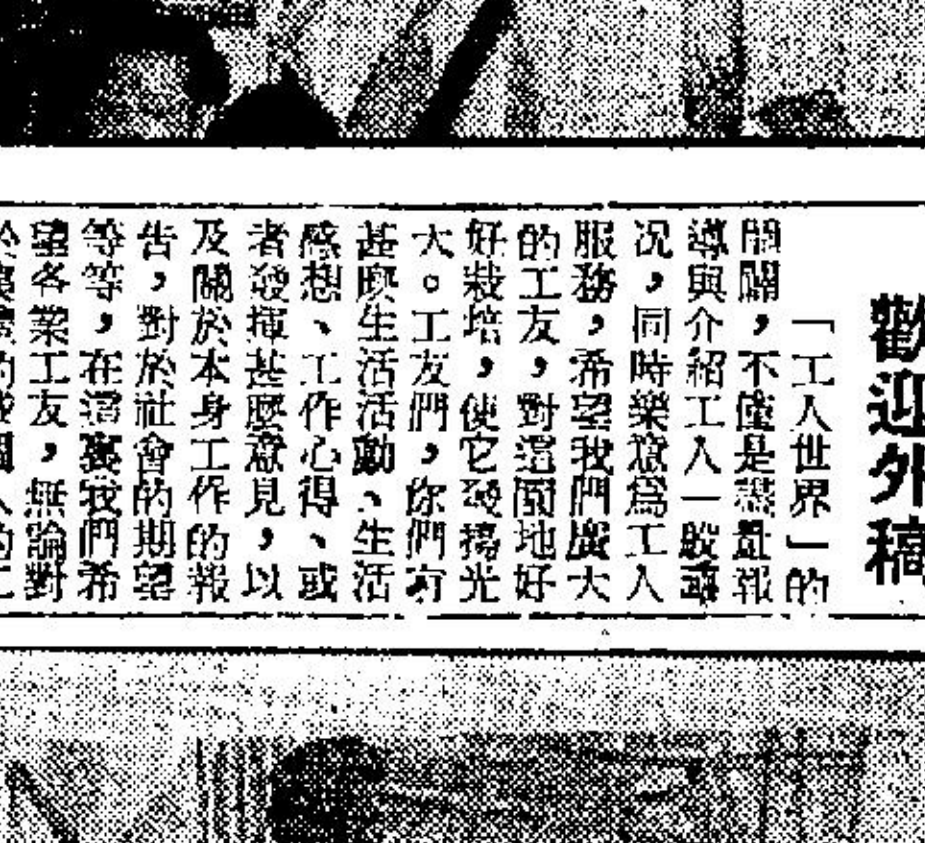 歡迎外稿
「工人世界」的
開闢，不僅是盡量報
導與介紹工人一般
况，同時樂意爲工人
服務，希望我們廣大
的工友，對這園地好
好栽培，使它發揚光
大。工友們，你們有
甚麽生活活動、生活
感想、工作心得、或
者發揮甚麽意見，以
及關於本身工作的報
告，對於社會的期望
等等，在這裏我們希
望各業工友，無論對